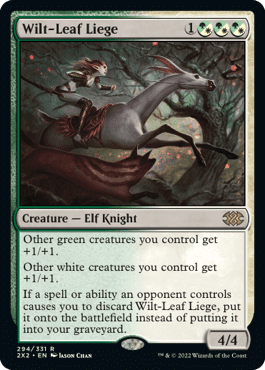 Wilt-Leaf Liege 1
Creature — Elf Knight
Other green creatures you control get
+1/+1.
Other white creatures you control get
+1/+1.
If a spell or ability an opponent controls
causes you to discard Wilt-Leaf Liege, put
it onto the battlefield instead of putting
it into your graveyard.
4/4
294/331 R
2X2 • EN Jason Chan
™ & © 2022 Wizards of the Coast